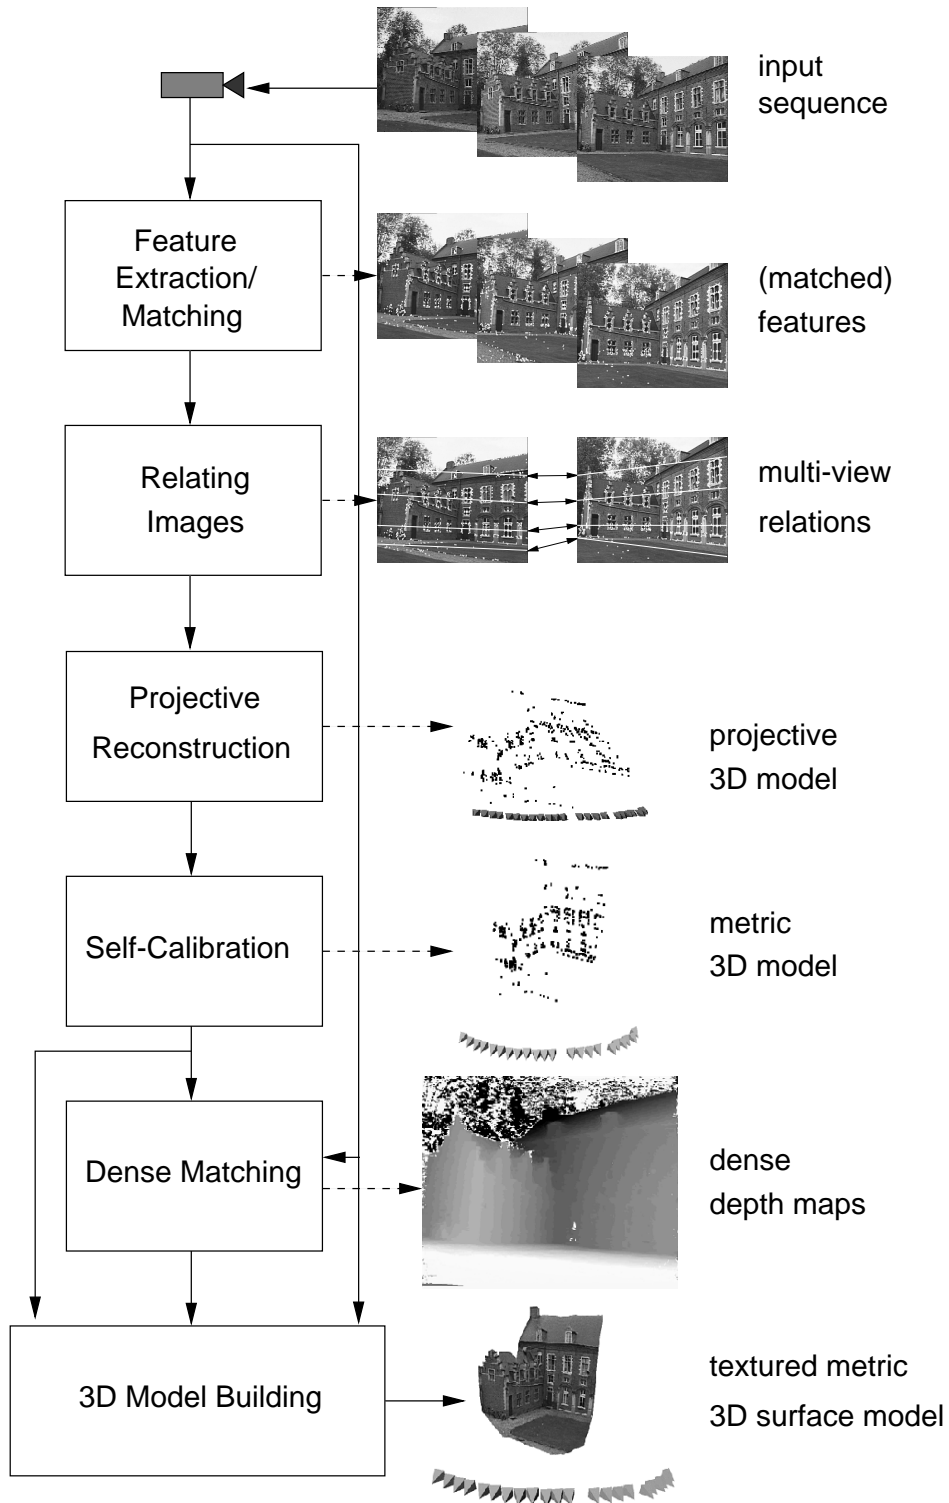 input
sequence
Feature
Extraction/
Matching
(matched)
features
Relating
Images
multi-view
relations
Projective
Reconstruction
projective
3D model
Self-Calibration
metric
3D model
Dense Matching
dense
depth maps
3D Model Building
textured metric
3D surface model